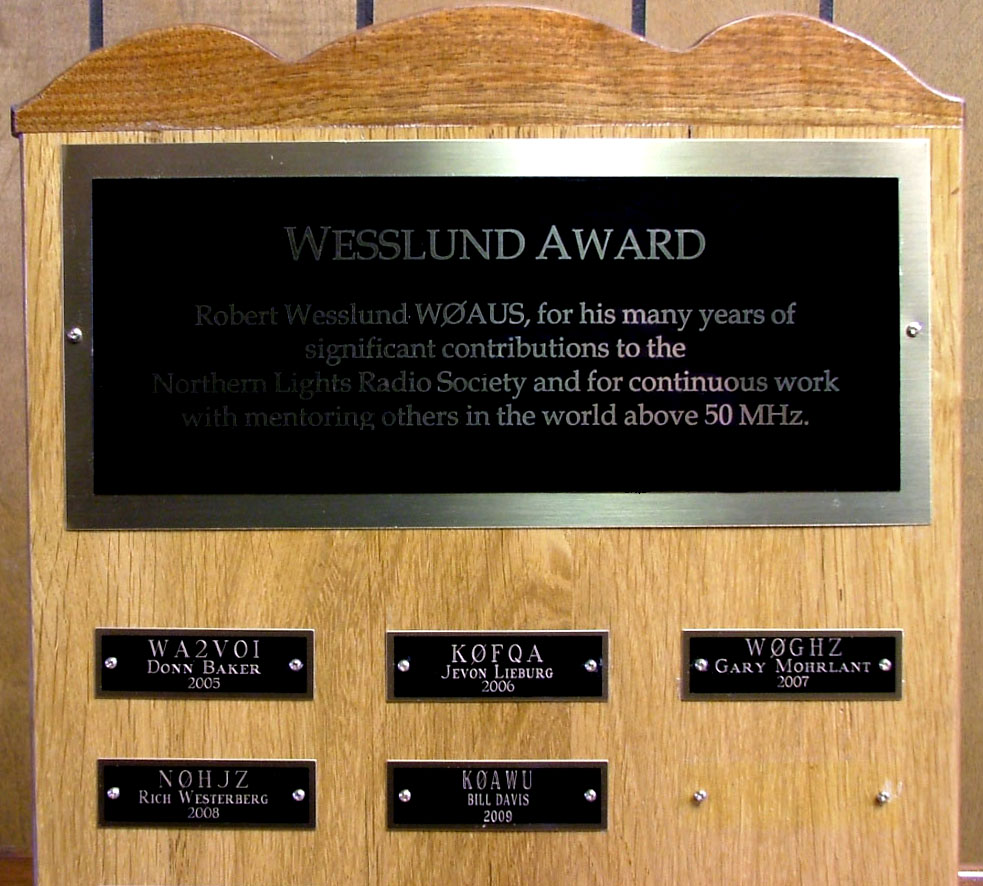 WESSLUND AWARD
Robert Wesslund WØAUS, for his many years of
significant contributions to the
Northern Lights Radio Society and for continuous work
with mentoring others in the world above 50 MHz.
WA2VOI
DONN BAKER
2005
KØFQA
JEVON LIEBURG
2006
WØGHZ
GARY MOHRLANT
2007
NØHJZ
RICH WESTERBERG
2008
KØAWU
BILL DAVIS
2009